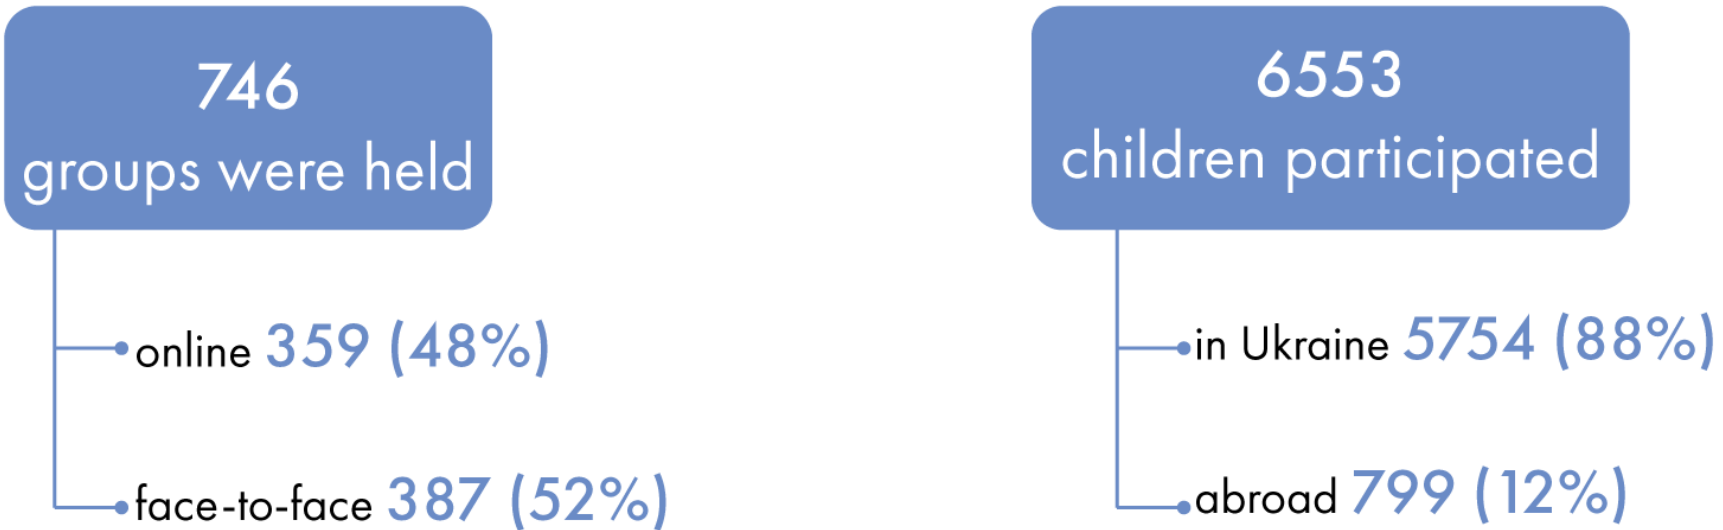 746
groups were held
online 359 (48%)
face-to-face 387 (52%)
6553
children participated
in Ukraine 5754 (88%)
abroad 799 (12%)